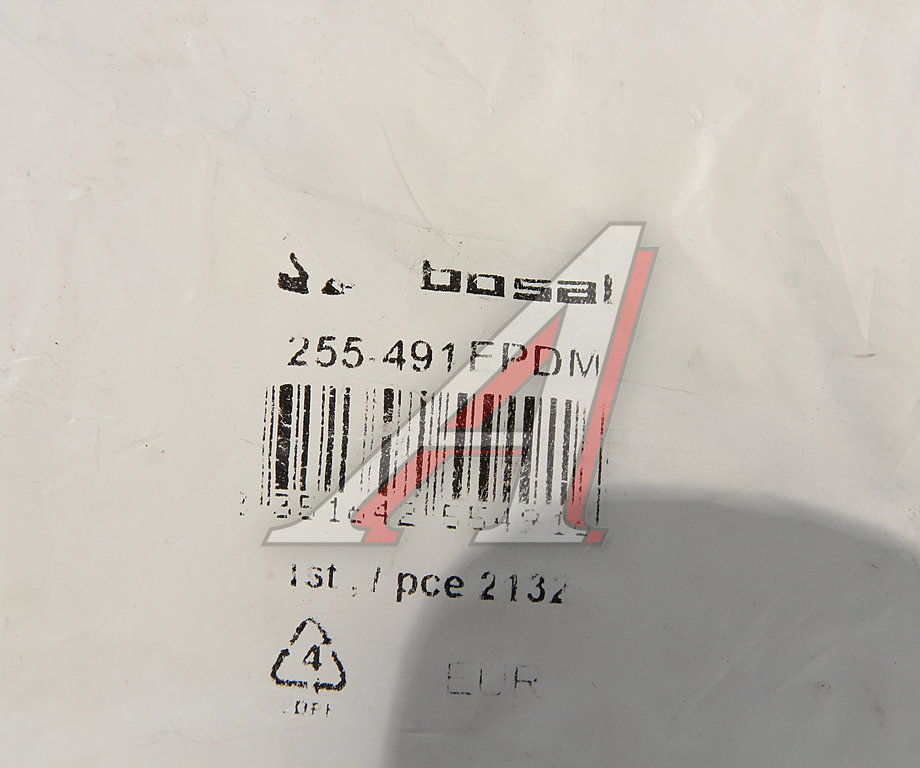 bosal
255-491EPDM
1st. / pce 2132
4
EUR